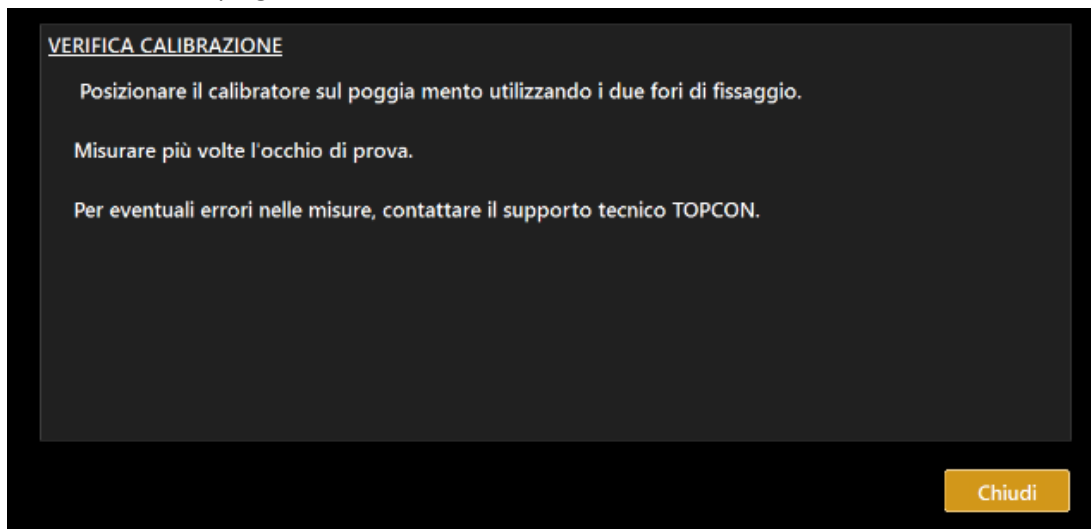 VERIFICA CALIBRAZIONE
Posizionare il calibratore sul poggia mento utilizzando i due fori di fissaggio.
Misurare più volte l'occhio di prova.
Per eventuali errori nelle misure, contattare il supporto tecnico TOPCON.
Chiudi